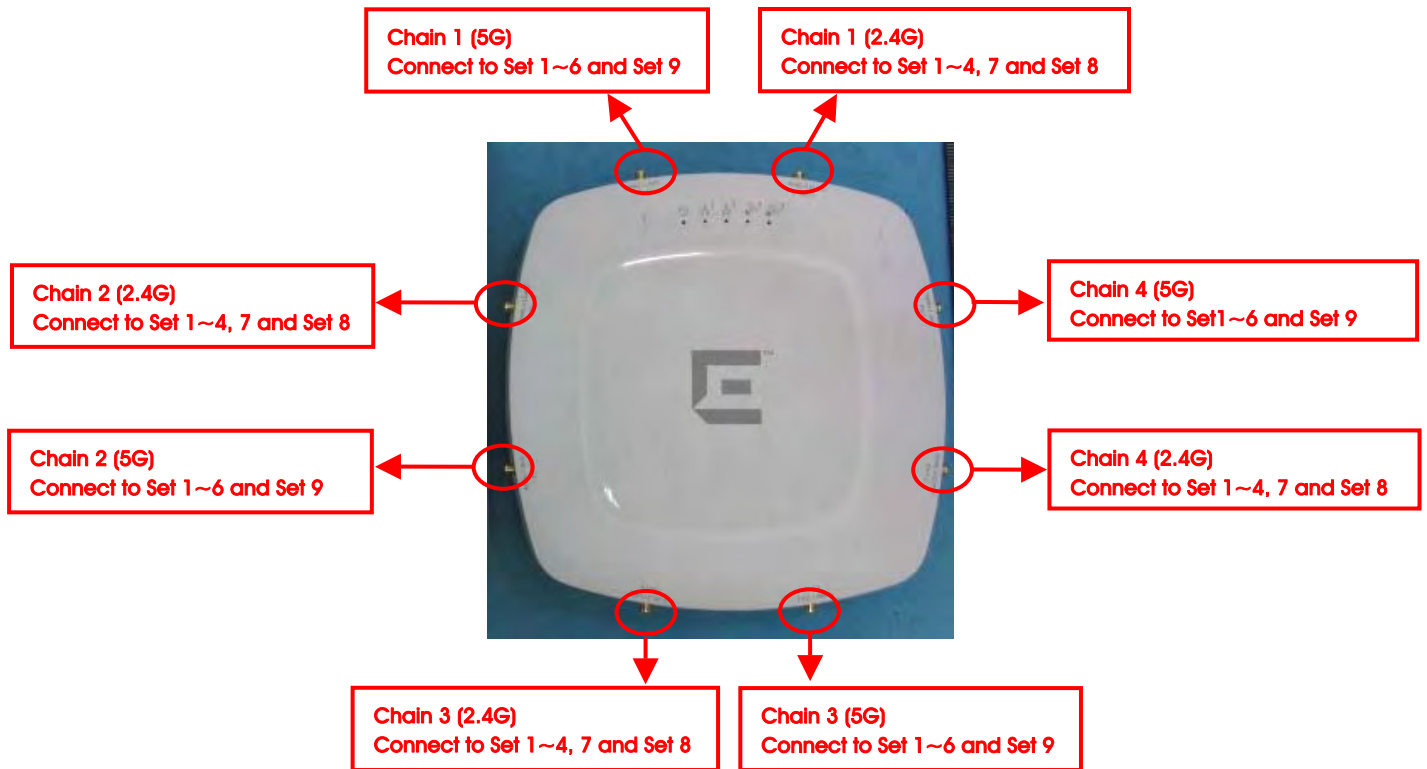 Chain 1 (5G)
Connect to Set 1~6 and Set 9
Chain 1 (2.4G)
Connect to Set 1~4, 7 and Set 8
Chain 2 (2.4G)
Connect to Set 1~4, 7 and Set 8
Chain 4 (5G)
Connect to Set1~6 and Set 9
Chain 2 (5G)
Connect to Set 1~6 and Set 9
Chain 4 (2.4G)
Connect to Set 1~4, 7 and Set 8
Chain 3 (2.4G)
Connect to Set 1~4, 7 and Set 8
Chain 3 (5G)
Connect to Set 1~6 and Set 9